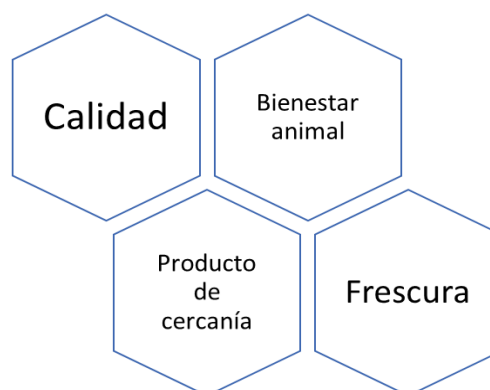 Calidad
Bienestar
animal
Producto
de
cercanía
Frescura